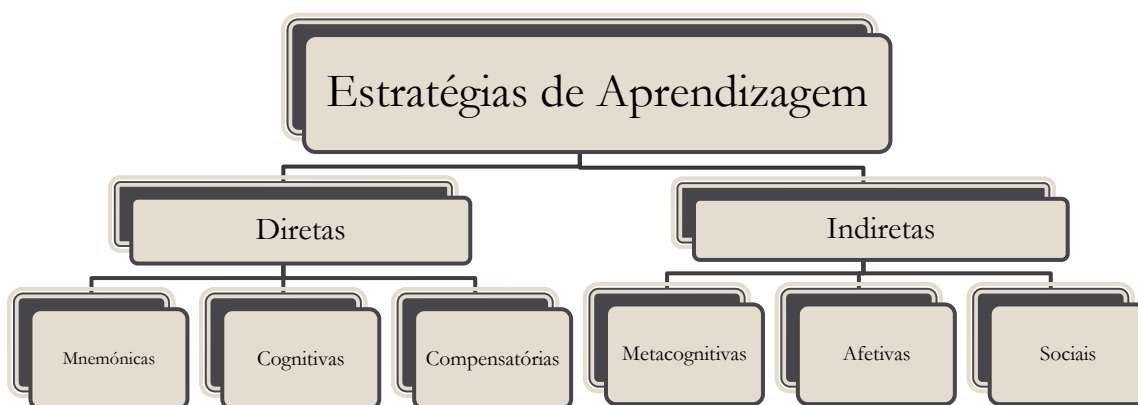 Estratégias de Aprendizagem
Diretas
Indiretas
Mnemónicas
Cognitivas
Compensatórias
Metacognitivas
Afetivas
Sociais